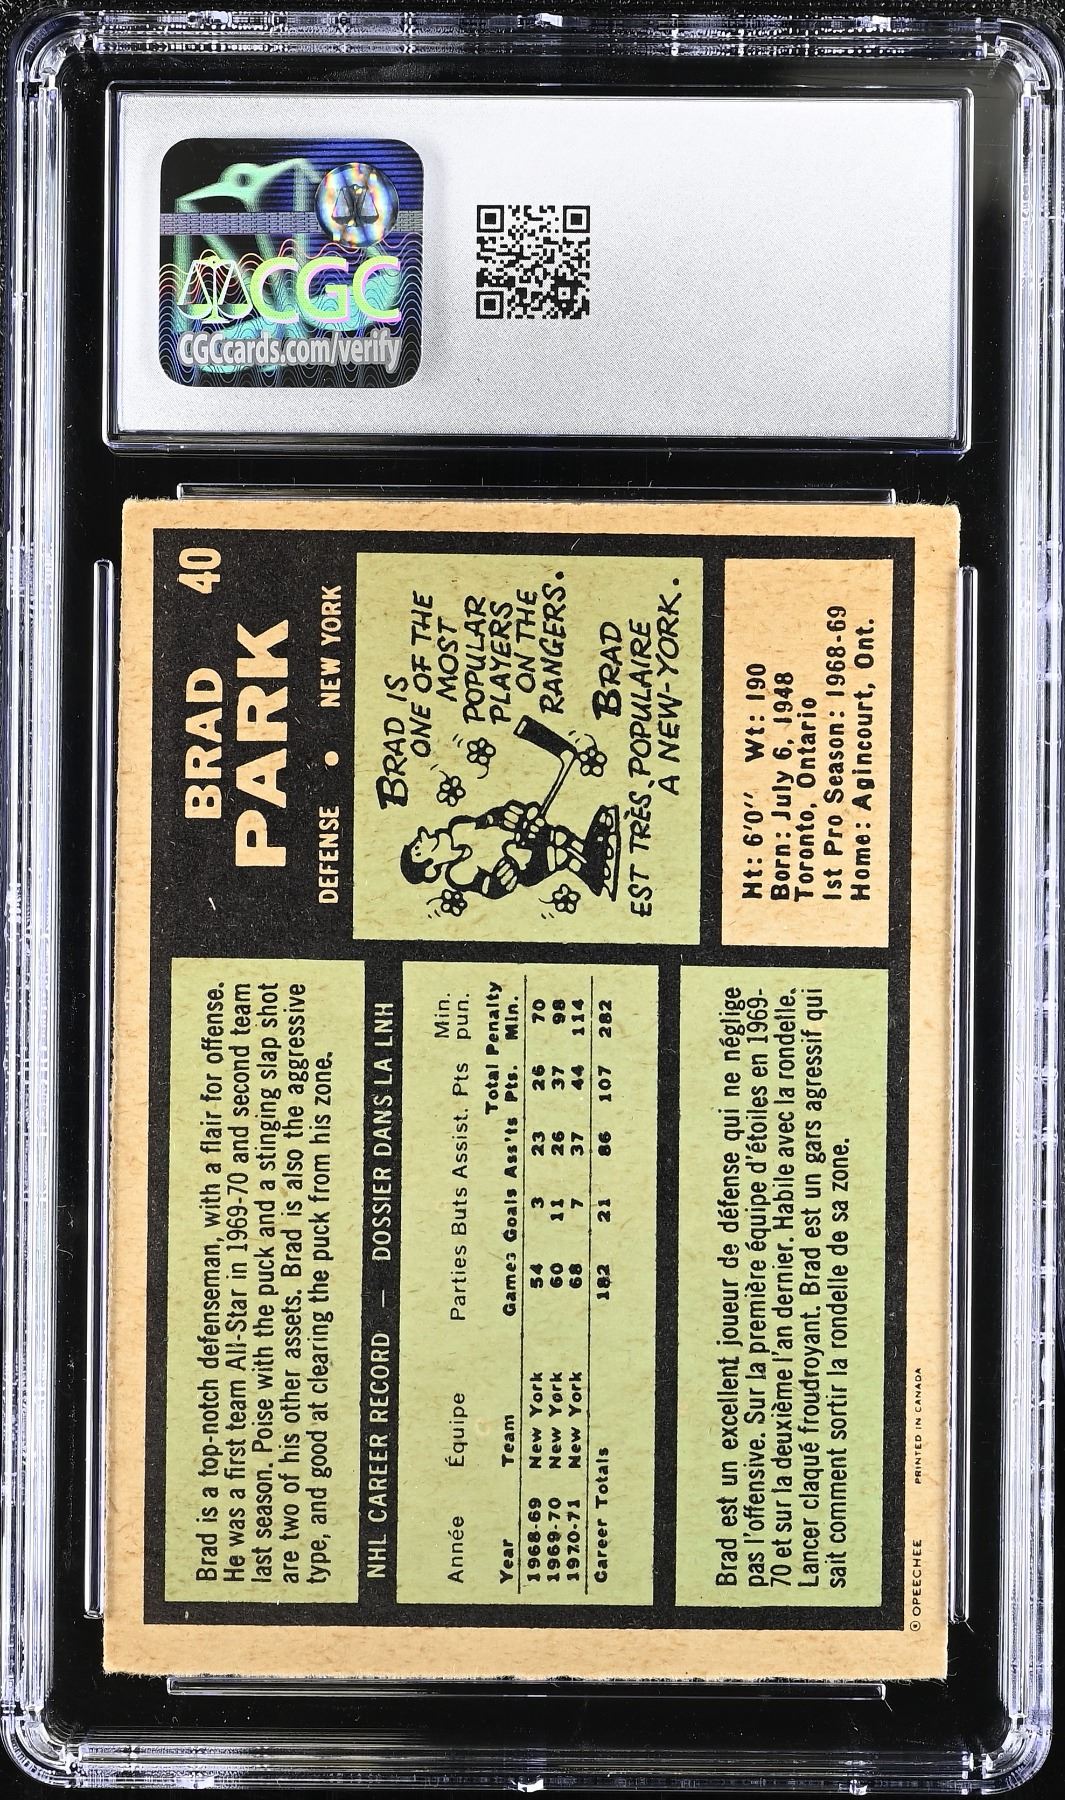 CGC
CGCcards.com/verify
Brad is a top-notch defenseman, with a flair for offense.
He was a first team All-Star in 1969-70 and second team
last season. Poise with the puck and a stinging slap shot
are two of his other assets. Brad is also the aggressive
type, and good at clearing the puck from his zone.
BRAD 40
PARK
DEFENSE • NEW YORK
NHL CAREER RECORD — DOSSIER DANS LA LNH
Année Équipe Parties Buts Assist. Pts Min. pun.
Total Penalty
Year Team Games Goals Ass'ts Pts. Min.
1968-69 New York 54 3 23 26 70
1969-70 New York 60 11 26 37 98
1970-71 New York 68 7 37 44 114
Career Totals 182 21 86 107 282
BRAD IS
ONE OF THE
MOST
POPULAR
PLAYERS
ON THE
RANGERS.
BRAD
EST TRÈS POPULAIRE
A NEW-YORK.
Brad est un excellent joueur de défense qui ne néglige
pas l'offensive. Sur la première équipe d'étoiles en 1969-
70 et sur la deuxième l'an dernier. Habile avec la rondelle.
Lancer claqué foudroyant. Brad est un gars agressif qui
sait comment sortir la rondelle de sa zone.
Ht: 6'0'' Wt: 190
Born: July 6, 1948
Toronto, Ontario
1st Pro Season: 1968-69
Home: Agincourt, Ont.
© OPEECHEE PRINTED IN CANADA